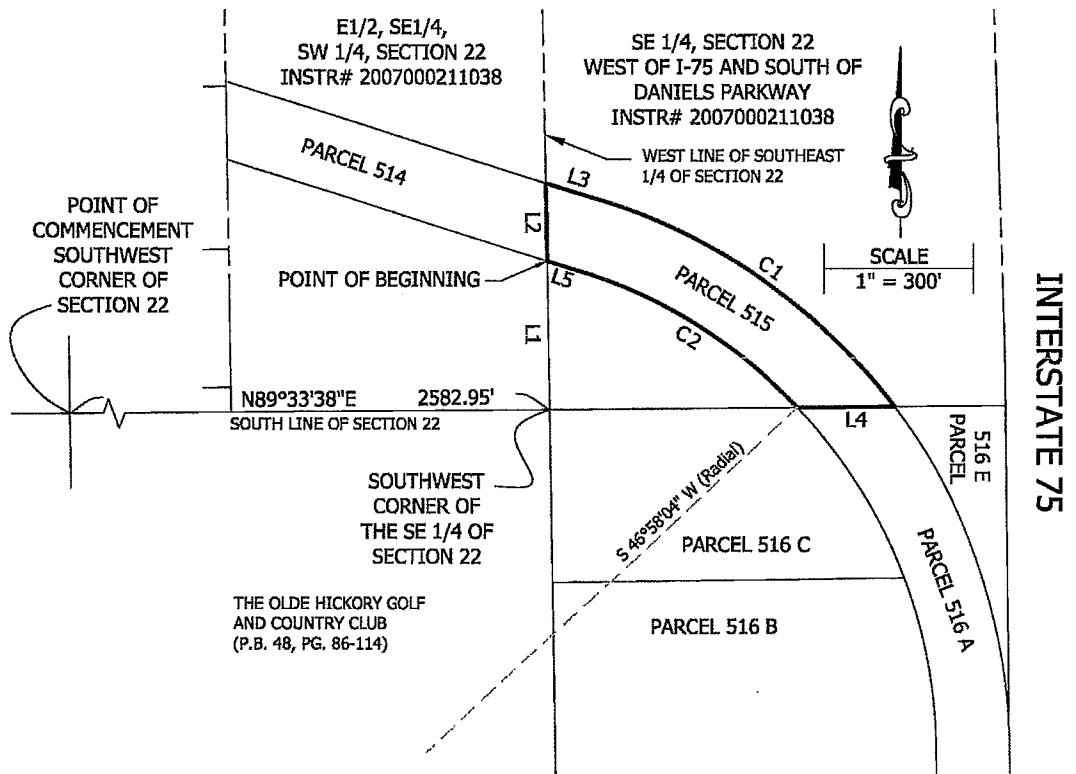 E1/2, SE1/4,
SW 1/4, SECTION 22
INSTR# 2007000211038
SE 1/4, SECTION 22
WEST OF I-75 AND SOUTH OF
DANIELS PARKWAY
INSTR# 2007000211038
WEST LINE OF SOUTHEAST
1/4 OF SECTION 22
PARCEL 514
L3
L2
POINT OF
COMMENCEMENT
SOUTHWEST
CORNER OF
SECTION 22
POINT OF BEGINNING
L5
C1
PARCEL 515
SCALE
1" = 300'
INTERSTATE 75
L1
C2
N89°33'38"E 2582.95'
SOUTH LINE OF SECTION 22
L4
516 E
PARCEL
SOUTHWEST
CORNER OF
THE SE 1/4 OF
SECTION 22
S 46°58'04" W (Radial)
PARCEL 516 C
PARCEL 516 A
THE OLDE HICKORY GOLF
AND COUNTRY CLUB
(P.B. 48, PG. 86-114)
PARCEL 516 B